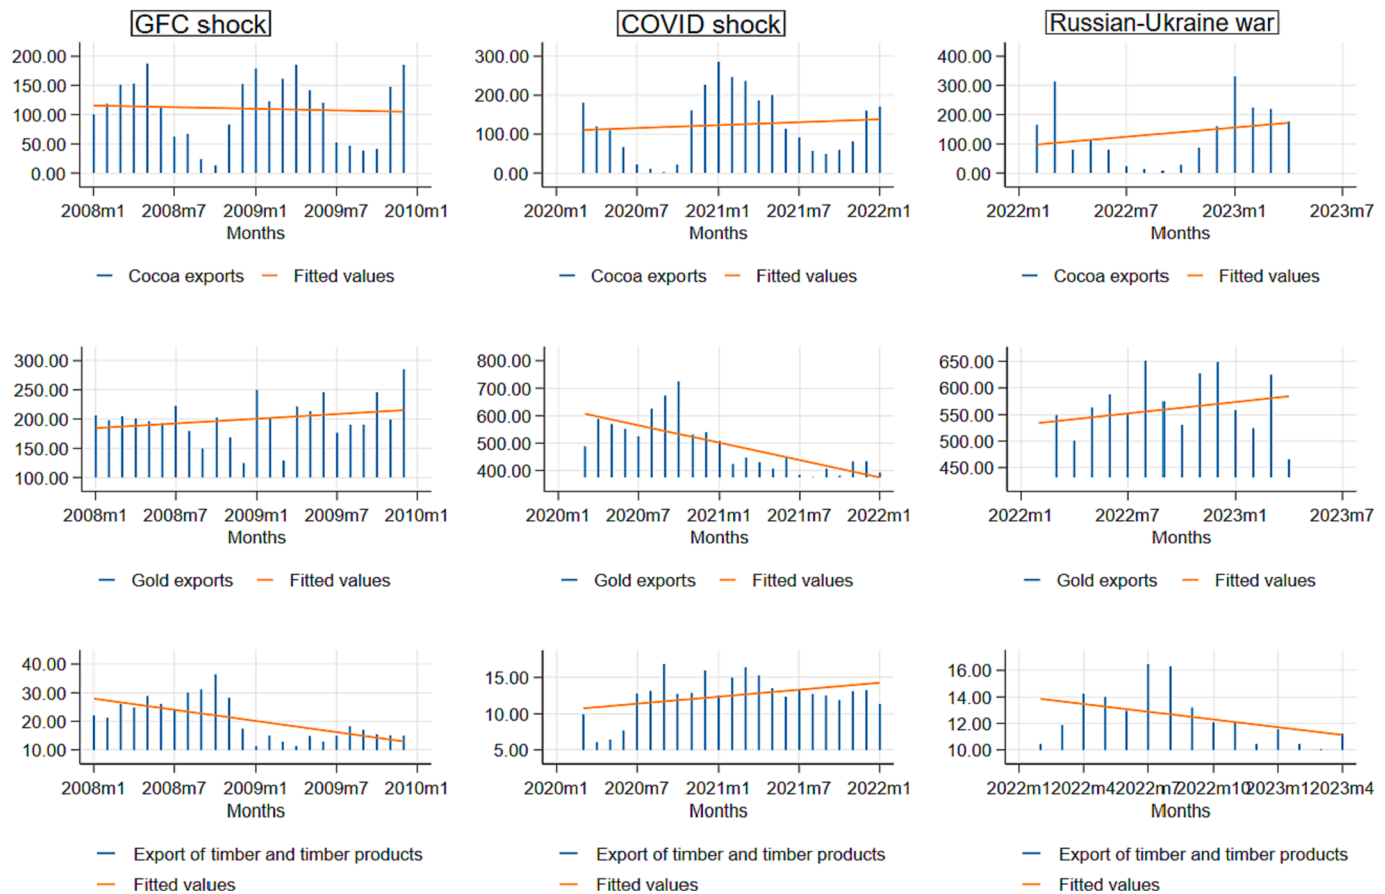 GFC shock
COVID shock
Russian-Ukraine war
200.00
150.00
100.00
50.00
0.00
2008m1 2008m7 2009m1 2009m7 2010m1
Months
Cocoa exports Fitted values
300.00
200.00
100.00
0.00
2020m1 2020m7 2021m1 2021m7 2022m1
Months
Cocoa exports Fitted values
400.00
300.00
200.00
100.00
0.00
2022m1 2022m7 2023m1 2023m7
Months
Cocoa exports Fitted values
300.00
250.00
200.00
150.00
100.00
2008m1 2008m7 2009m1 2009m7 2010m1
Months
Gold exports Fitted values
800.00
700.00
600.00
500.00
400.00
2020m1 2020m7 2021m1 2021m7 2022m1
Months
Gold exports Fitted values
650.00
600.00
550.00
500.00
450.00
2022m1 2022m7 2023m1 2023m7
Months
Gold exports Fitted values
40.00
30.00
20.00
10.00
2008m1 2008m7 2009m1 2009m7 2010m1
Months
Export of timber and timber products
Fitted values
15.00
10.00
5.00
2020m1 2020m7 2021m1 2021m7 2022m1
Months
Export of timber and timber products
Fitted values
16.00
14.00
12.00
10.00
2022m1 2022m4 2022m7 2022m10 2023m1 2023m4
Months
Export of timber and timber products
Fitted values